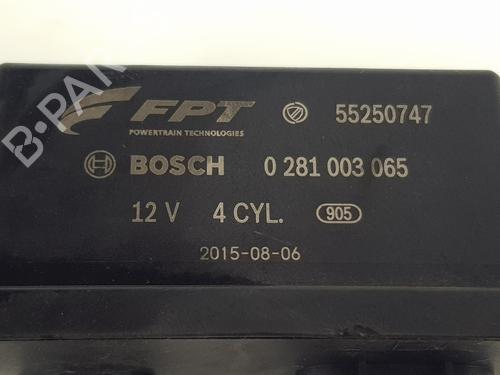 FPT 55250747
POWERTRAIN TECHNOLOGIES
BOSCH 0 281 003 065
12 V 4 CYL. 905
2015-08-06
B-PAR